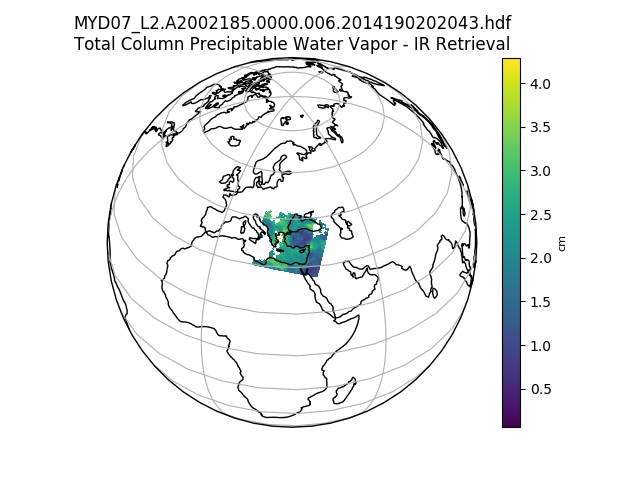 MYD07_L2.A2002185.0000.006.2014190202043.hdf
Total Column Precipitable Water Vapor - IR Retrieval
4.0
3.5
3.0
2.5
2.0
1.5
1.0
0.5
cm